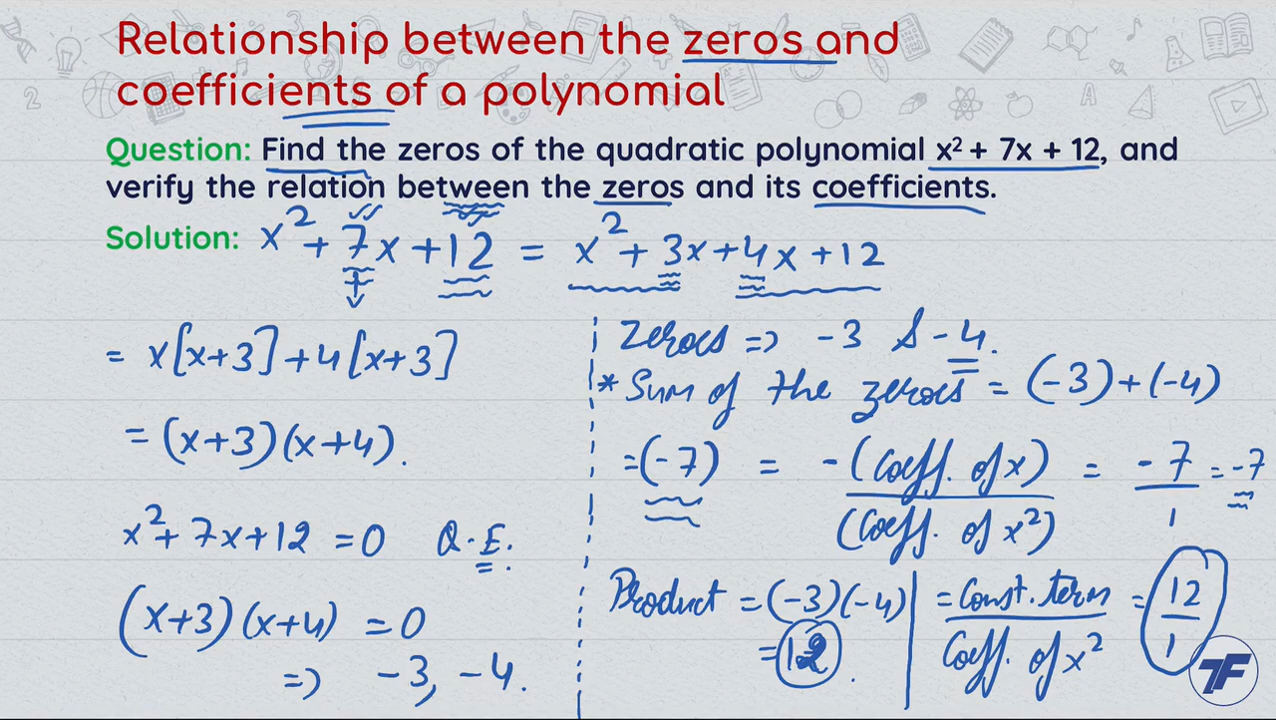 Relationship between the zeros and
coefficients of a polynomial
Question: Find the zeros of the quadratic polynomial x² + 7x + 12, and
verify the relation between the zeros and its coefficients.
Solution: x² + 7x + 12 = x² + 3x + 4x + 12
= x[x+3] + 4[x+3]
= (x+3)(x+4).
x² + 7x + 12 = 0 Q.E.
(x+3)(x+4) = 0
=> -3, -4.
Zeroes => -3 & -4.
* Sum of the zeroes = (-3)+(-4)
= (-7) = -(Coeff. of x)/(Coeff. of x²) = -7/1 = -7
Product = (-3)(-4) | = Const. term/Coeff. of x² = 12/1
= 12.
TF